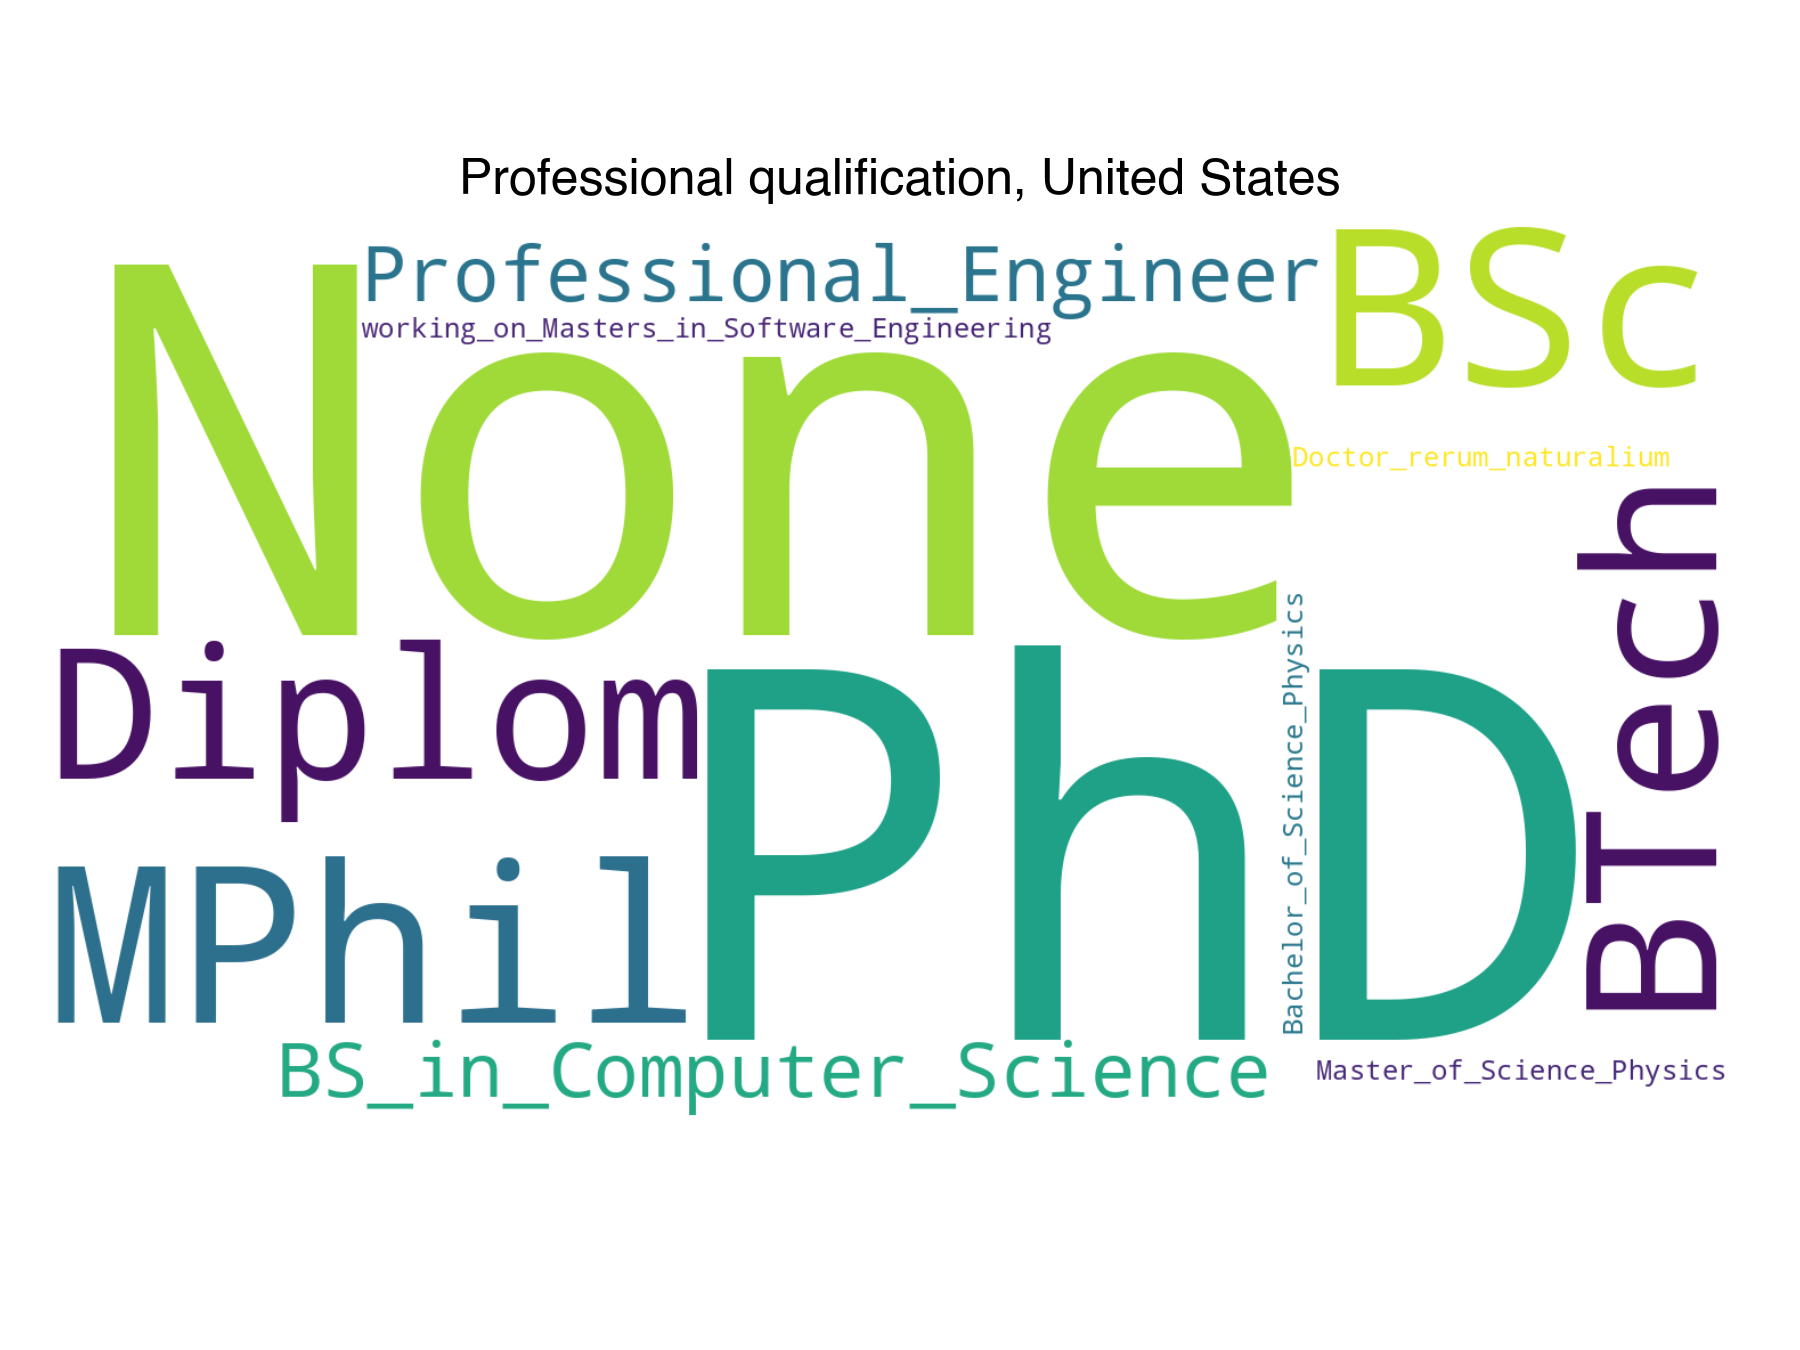 Professional qualification, United States
Professional_Engineer
BSc
working_on_Masters_in_Software_Engineering
None
Doctor_rerum_naturalium
BTech
Diplom
PhD
Bachelor_of_Science_Physics
MPhil
BS_in_Computer_Science
Master_of_Science_Physics